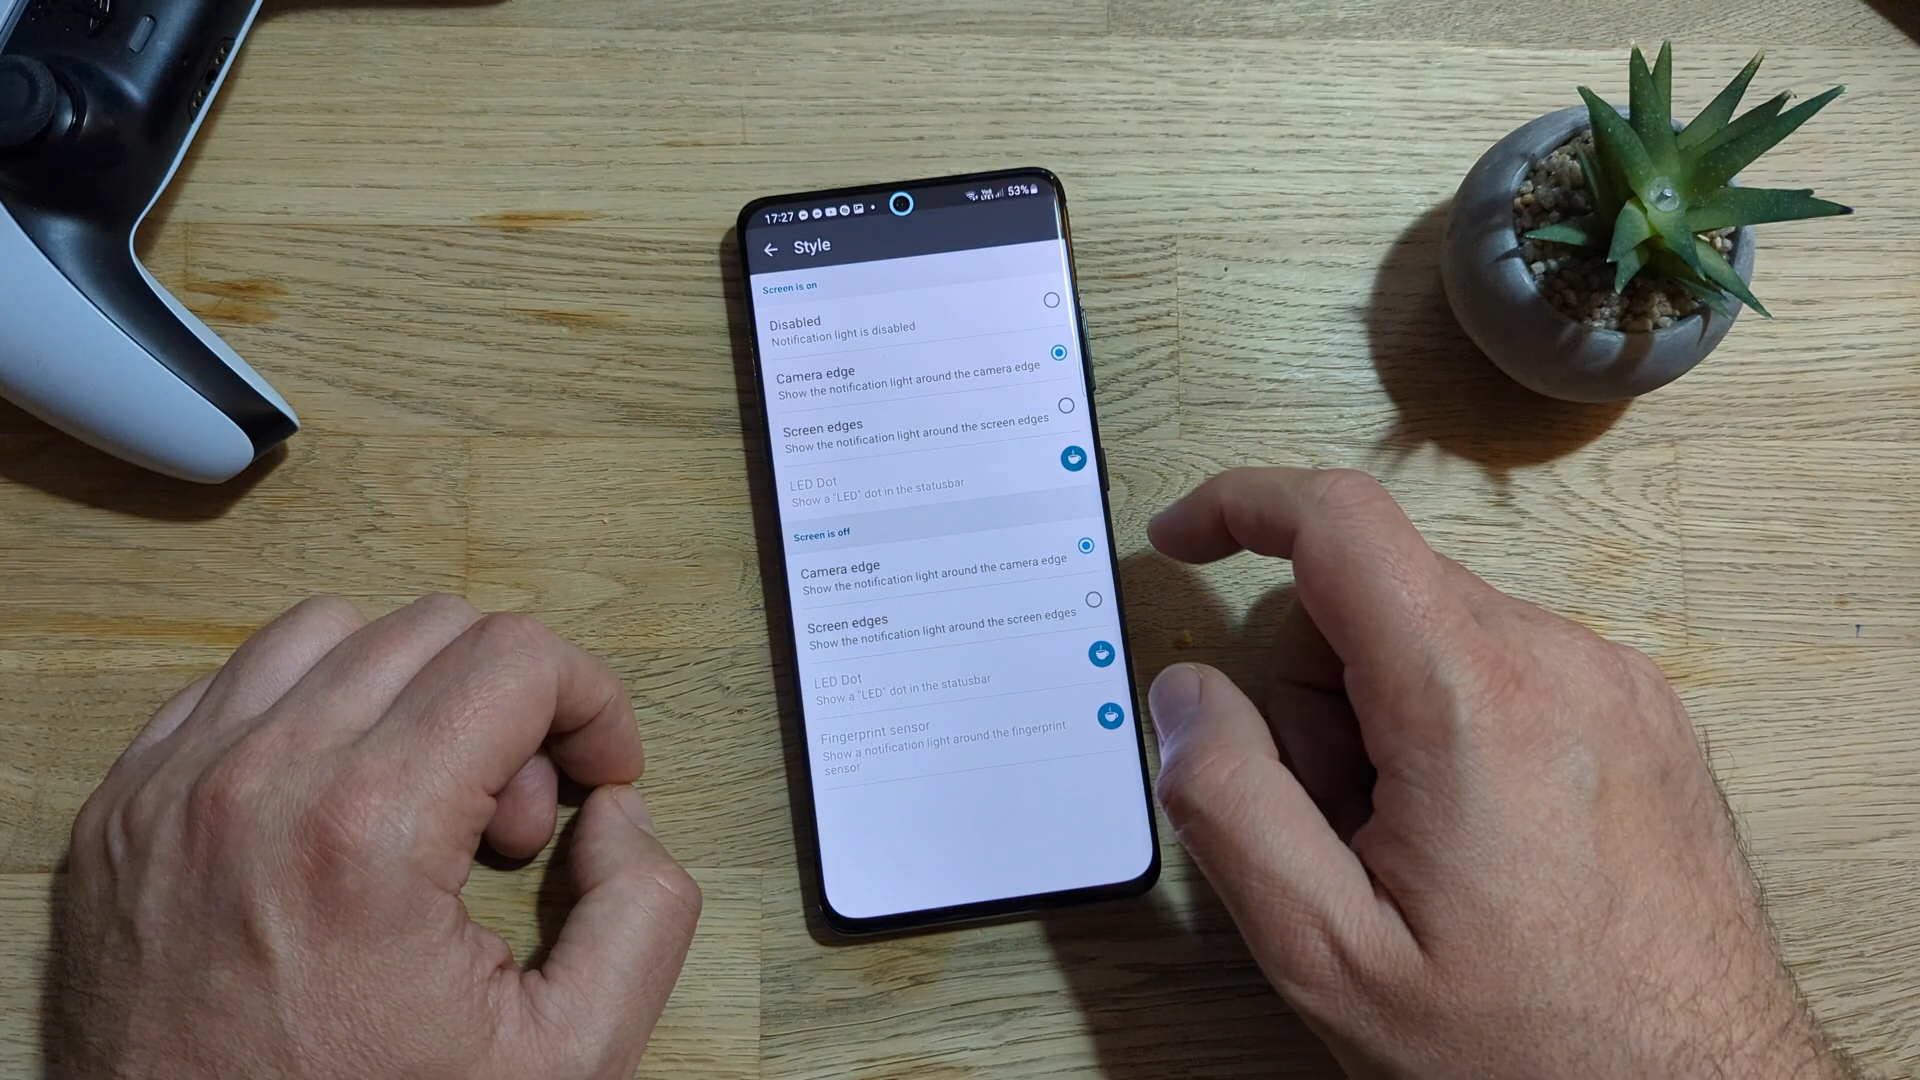 17:27 53%
Style
Screen is on
Disabled
Notification light is disabled
Camera edge
Show the notification light around the camera edge
Screen edges
Show the notification light around the screen edges
LED Dot
Show a "LED" dot in the statusbar
Screen is off
Camera edge
Show the notification light around the camera edge
Screen edges
Show the notification light around the screen edges
LED Dot
Show a "LED" dot in the statusbar
Fingerprint sensor
Show a notification light around the fingerprint
sensor